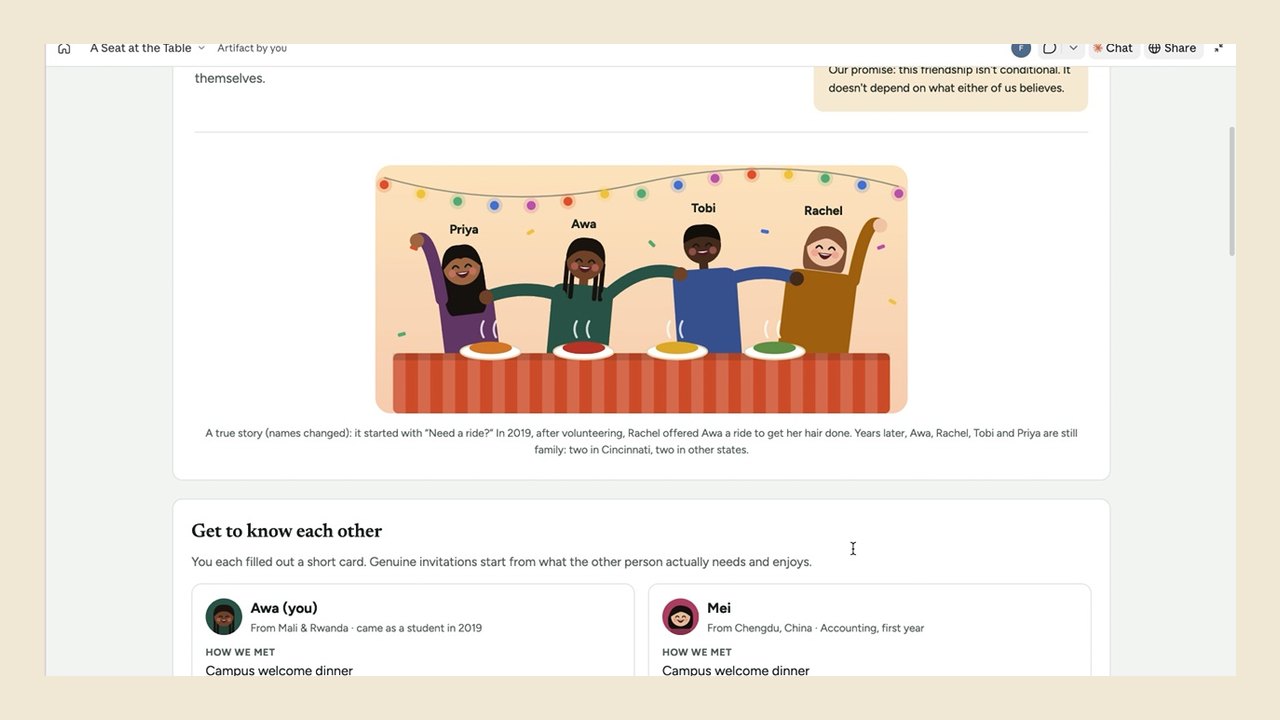 A Seat at the Table
Artifact by you
F
Chat
Share
themselves.
Our promise: this friendship isn't conditional. It
doesn't depend on what either of us believes.
Priya
Awa
Tobi
Rachel
A true story (names changed): it started with “Need a ride?” In 2019, after volunteering, Rachel offered Awa a ride to get her hair done. Years later, Awa, Rachel, Tobi and Priya are still
family: two in Cincinnati, two in other states.
Get to know each other
You each filled out a short card. Genuine invitations start from what the other person actually needs and enjoys.
Awa (you)
From Mali & Rwanda · came as a student in 2019
HOW WE MET
Campus welcome dinner
Mei
From Chengdu, China · Accounting, first year
HOW WE MET
Campus welcome dinner